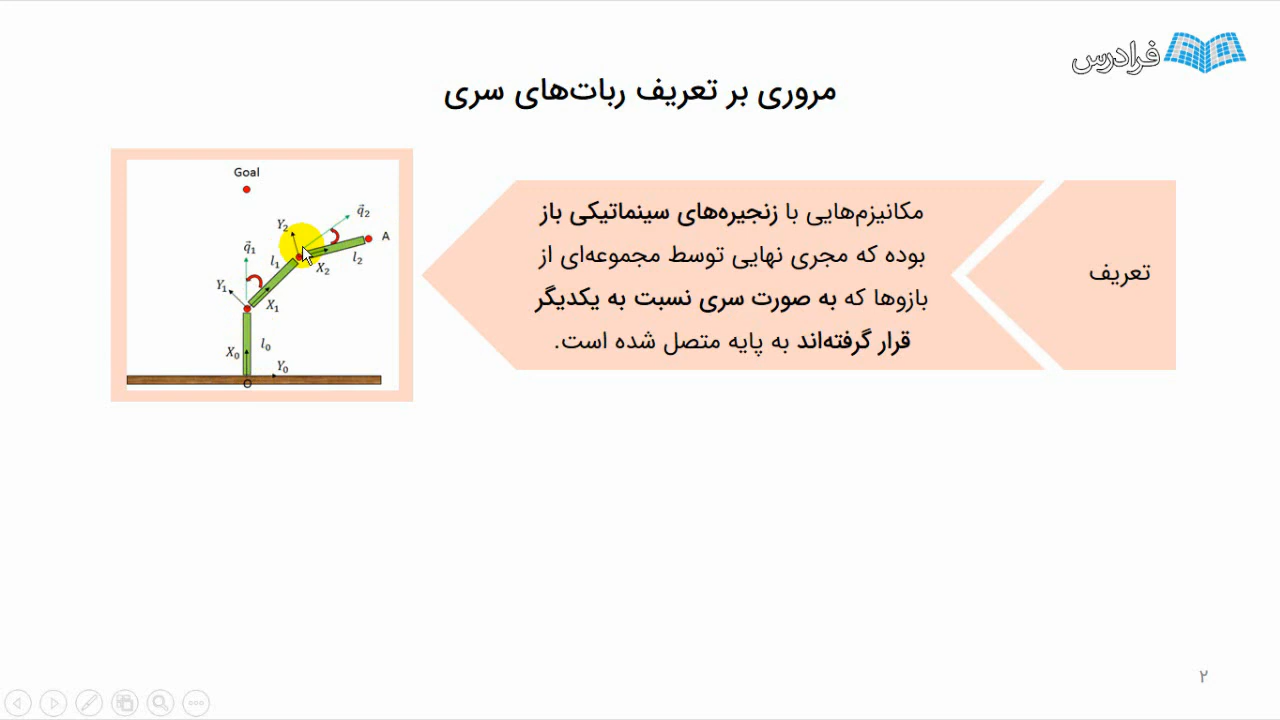 فرادرس
مروری بر تعریف ربات‌های سری
تعریف
مکانیزم‌هایی با زنجیره‌های سینماتیکی باز
بوده که مجری نهایی توسط مجموعه‌ای از
بازوها که به صورت سری نسبت به یکدیگر
قرار گرفته‌اند به پایه متصل شده است.
Goal
q⃗2
Y2
A
q⃗1
l1
X2
l2
Y1
X1
l0
X0
Y0
O
۲